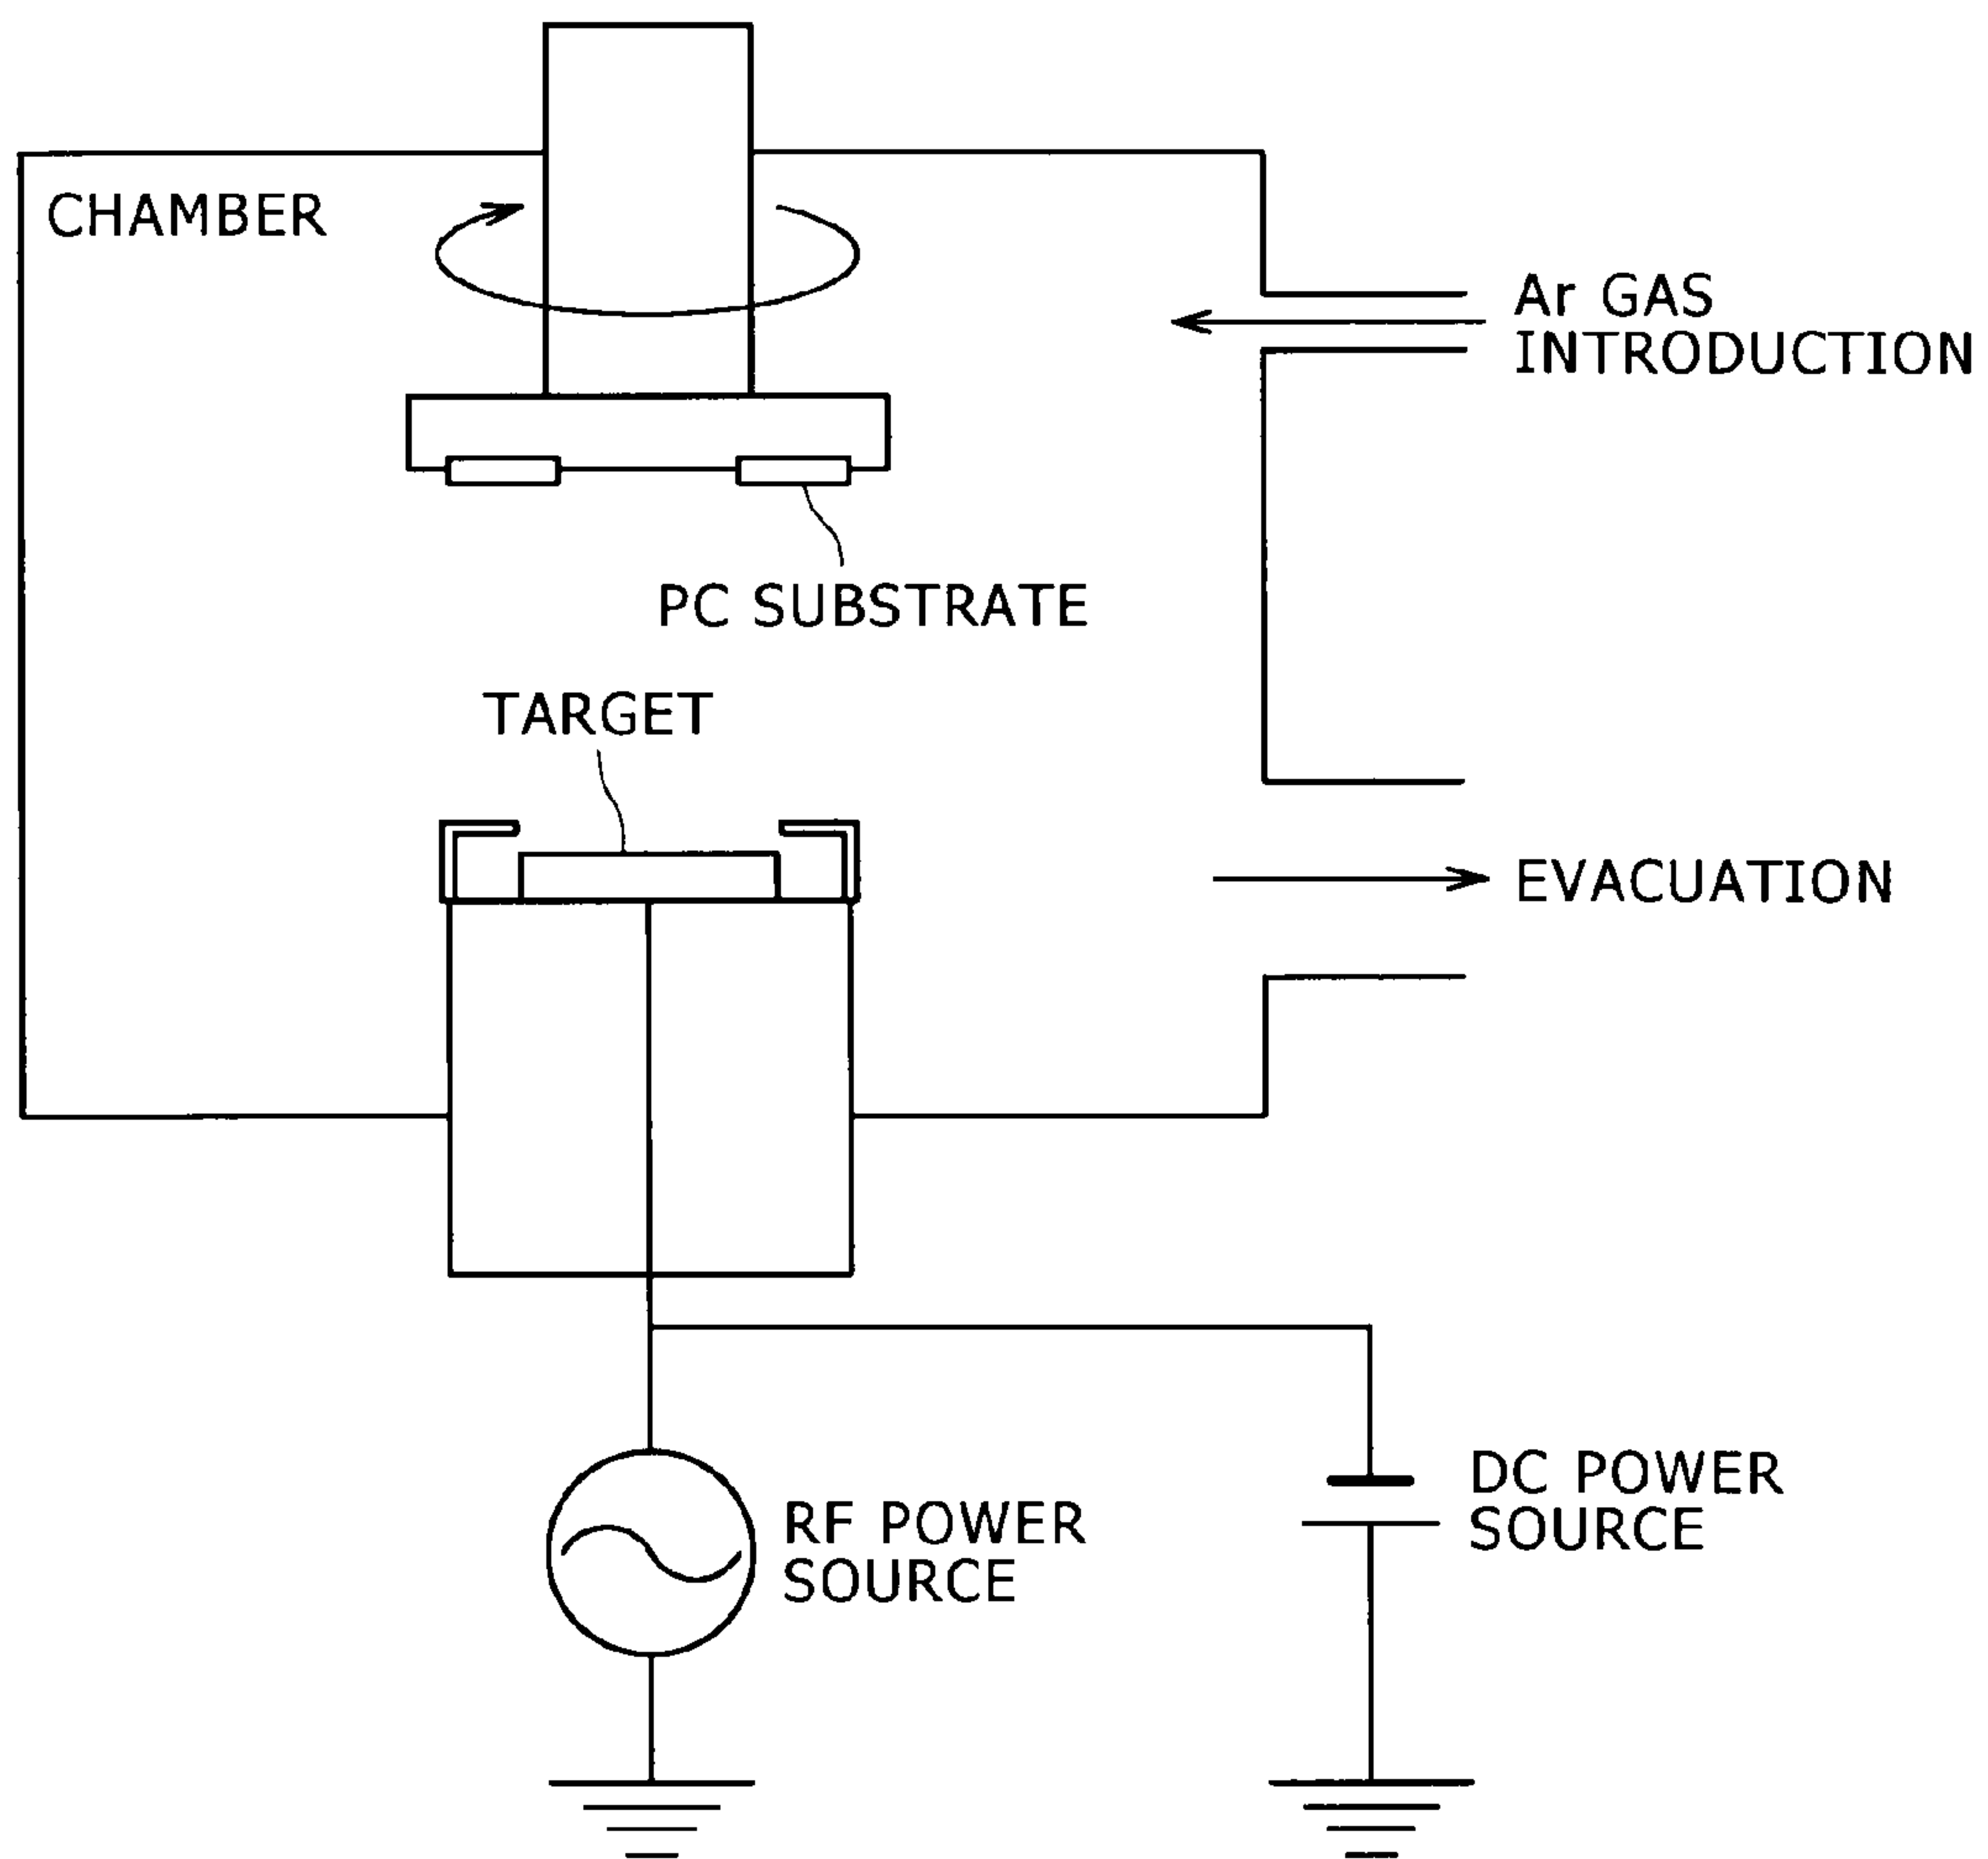 CHAMBER
Ar GAS
INTRODUCTION
PC SUBSTRATE
TARGET
EVACUATION
RF POWER
SOURCE
DC POWER
SOURCE